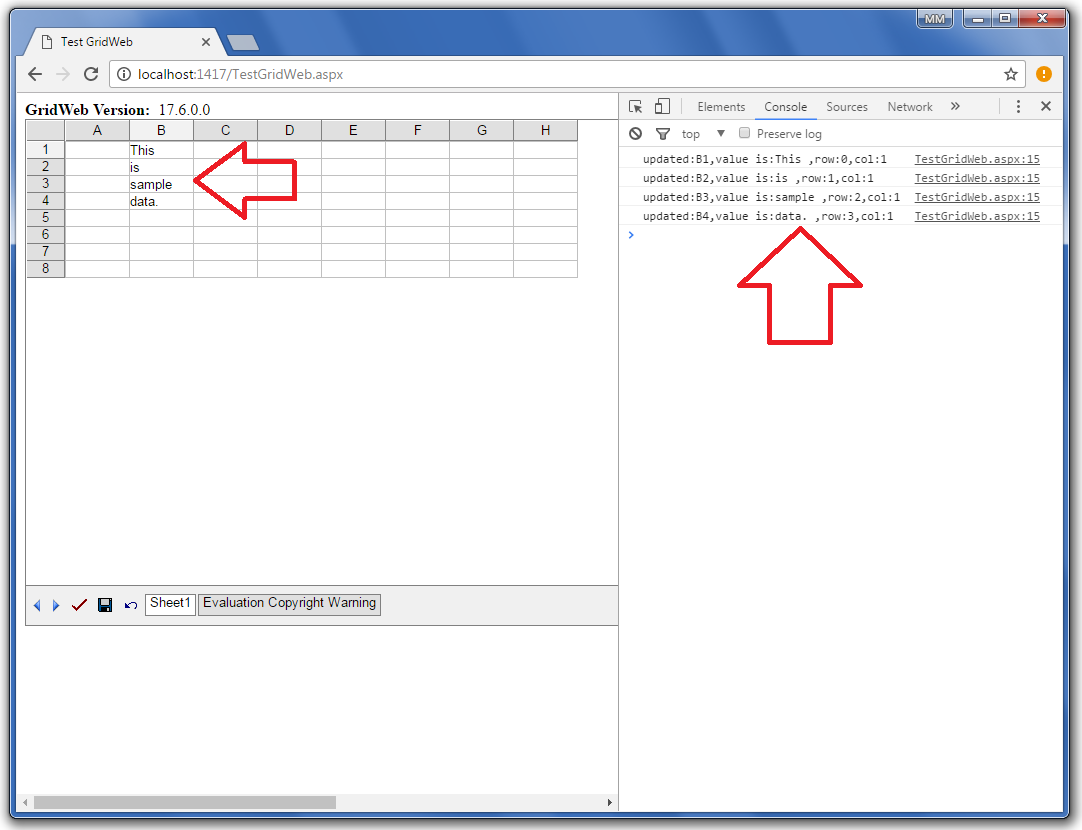 MM
Test GridWeb
localhost:1417/TestGridWeb.aspx
GridWeb Version: 17.6.0.0
A B C D E F G H
1 This
2 is
3 sample
4 data.
5
6
7
8
Sheet1 Evaluation Copyright Warning
Elements Console Sources Network »
top Preserve log
updated:B1,value is:This ,row:0,col:1 TestGridWeb.aspx:15
updated:B2,value is:is ,row:1,col:1 TestGridWeb.aspx:15
updated:B3,value is:sample ,row:2,col:1 TestGridWeb.aspx:15
updated:B4,value is:data. ,row:3,col:1 TestGridWeb.aspx:15
>